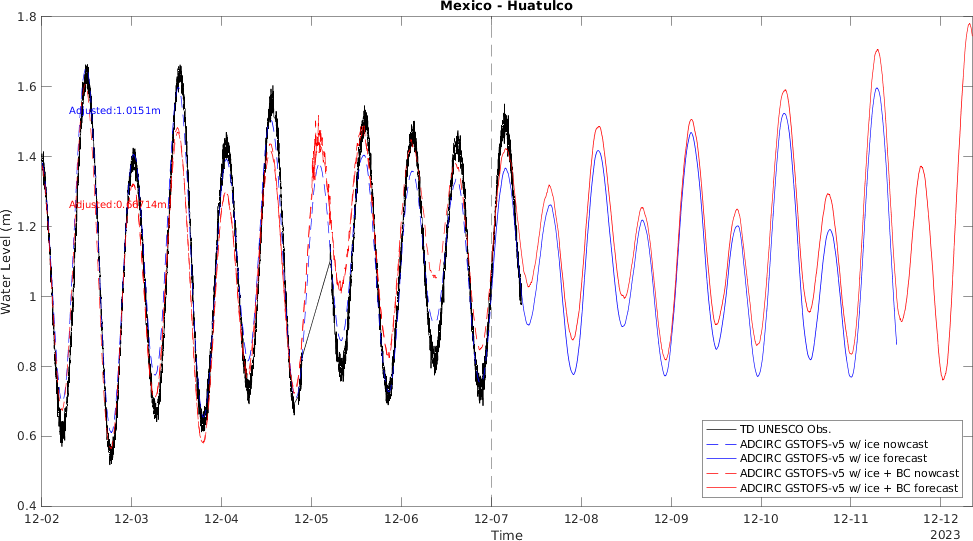 Mexico - Huatulco
1.8
1.6
1.4
1.2
1
0.8
0.6
0.4
Water Level (m)
Adjusted:1.0151m
TD UNESCO Obs.
ADCIRC GSTOFS-v5 w/ ice nowcast
ADCIRC GSTOFS-v5 w/ ice forecast
ADCIRC GSTOFS-v5 w/ ice + BC nowcast
ADCIRC GSTOFS-v5 w/ ice + BC forecast
12-02 12-03 12-04 12-05 12-06 12-07 12-08 12-09 12-10 12-11 12-12
2023
Time